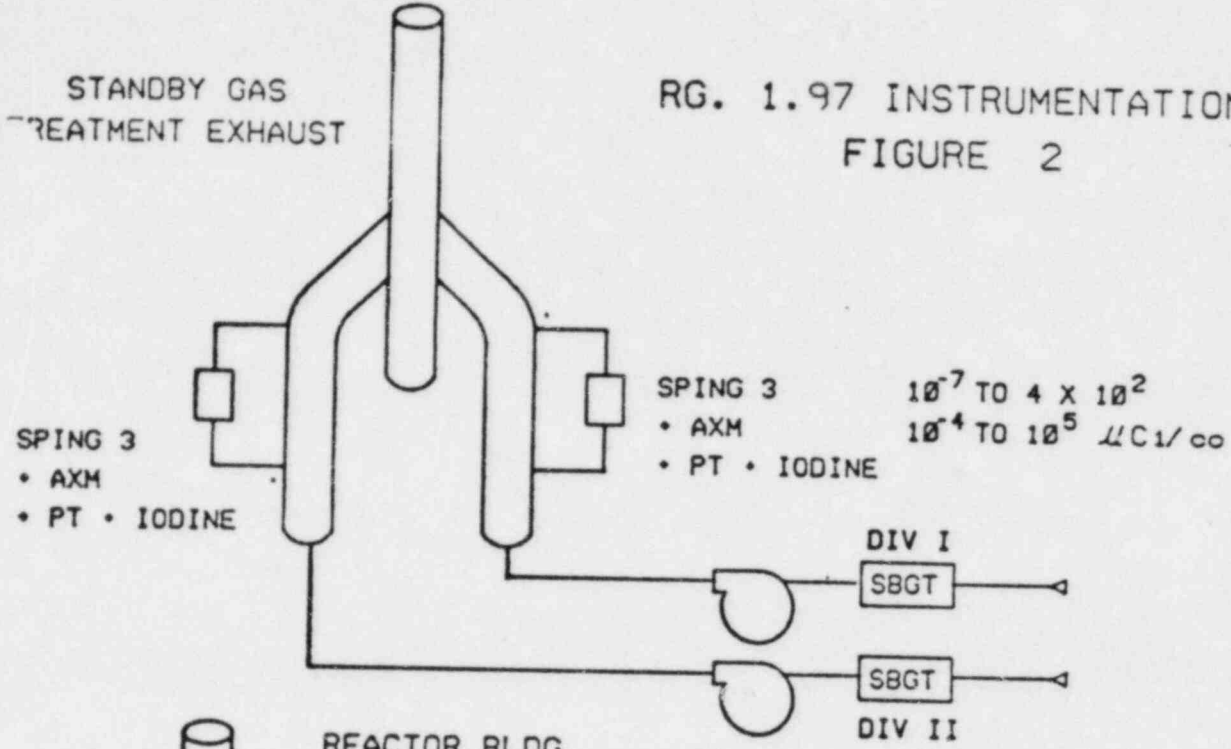 STANDBY GAS
TREATMENT EXHAUST
RG. 1.97 INSTRUMENTATION
FIGURE 2
SPING 3
• AXM
• PT • IODINE
SPING 3
• AXM
• PT • IODINE
10⁻⁷ TO 4 X 10²
10⁻⁴ TO 10⁵ µCi/cc
DIV I
SBGT
SBGT
DIV II
REACTOR BLDG